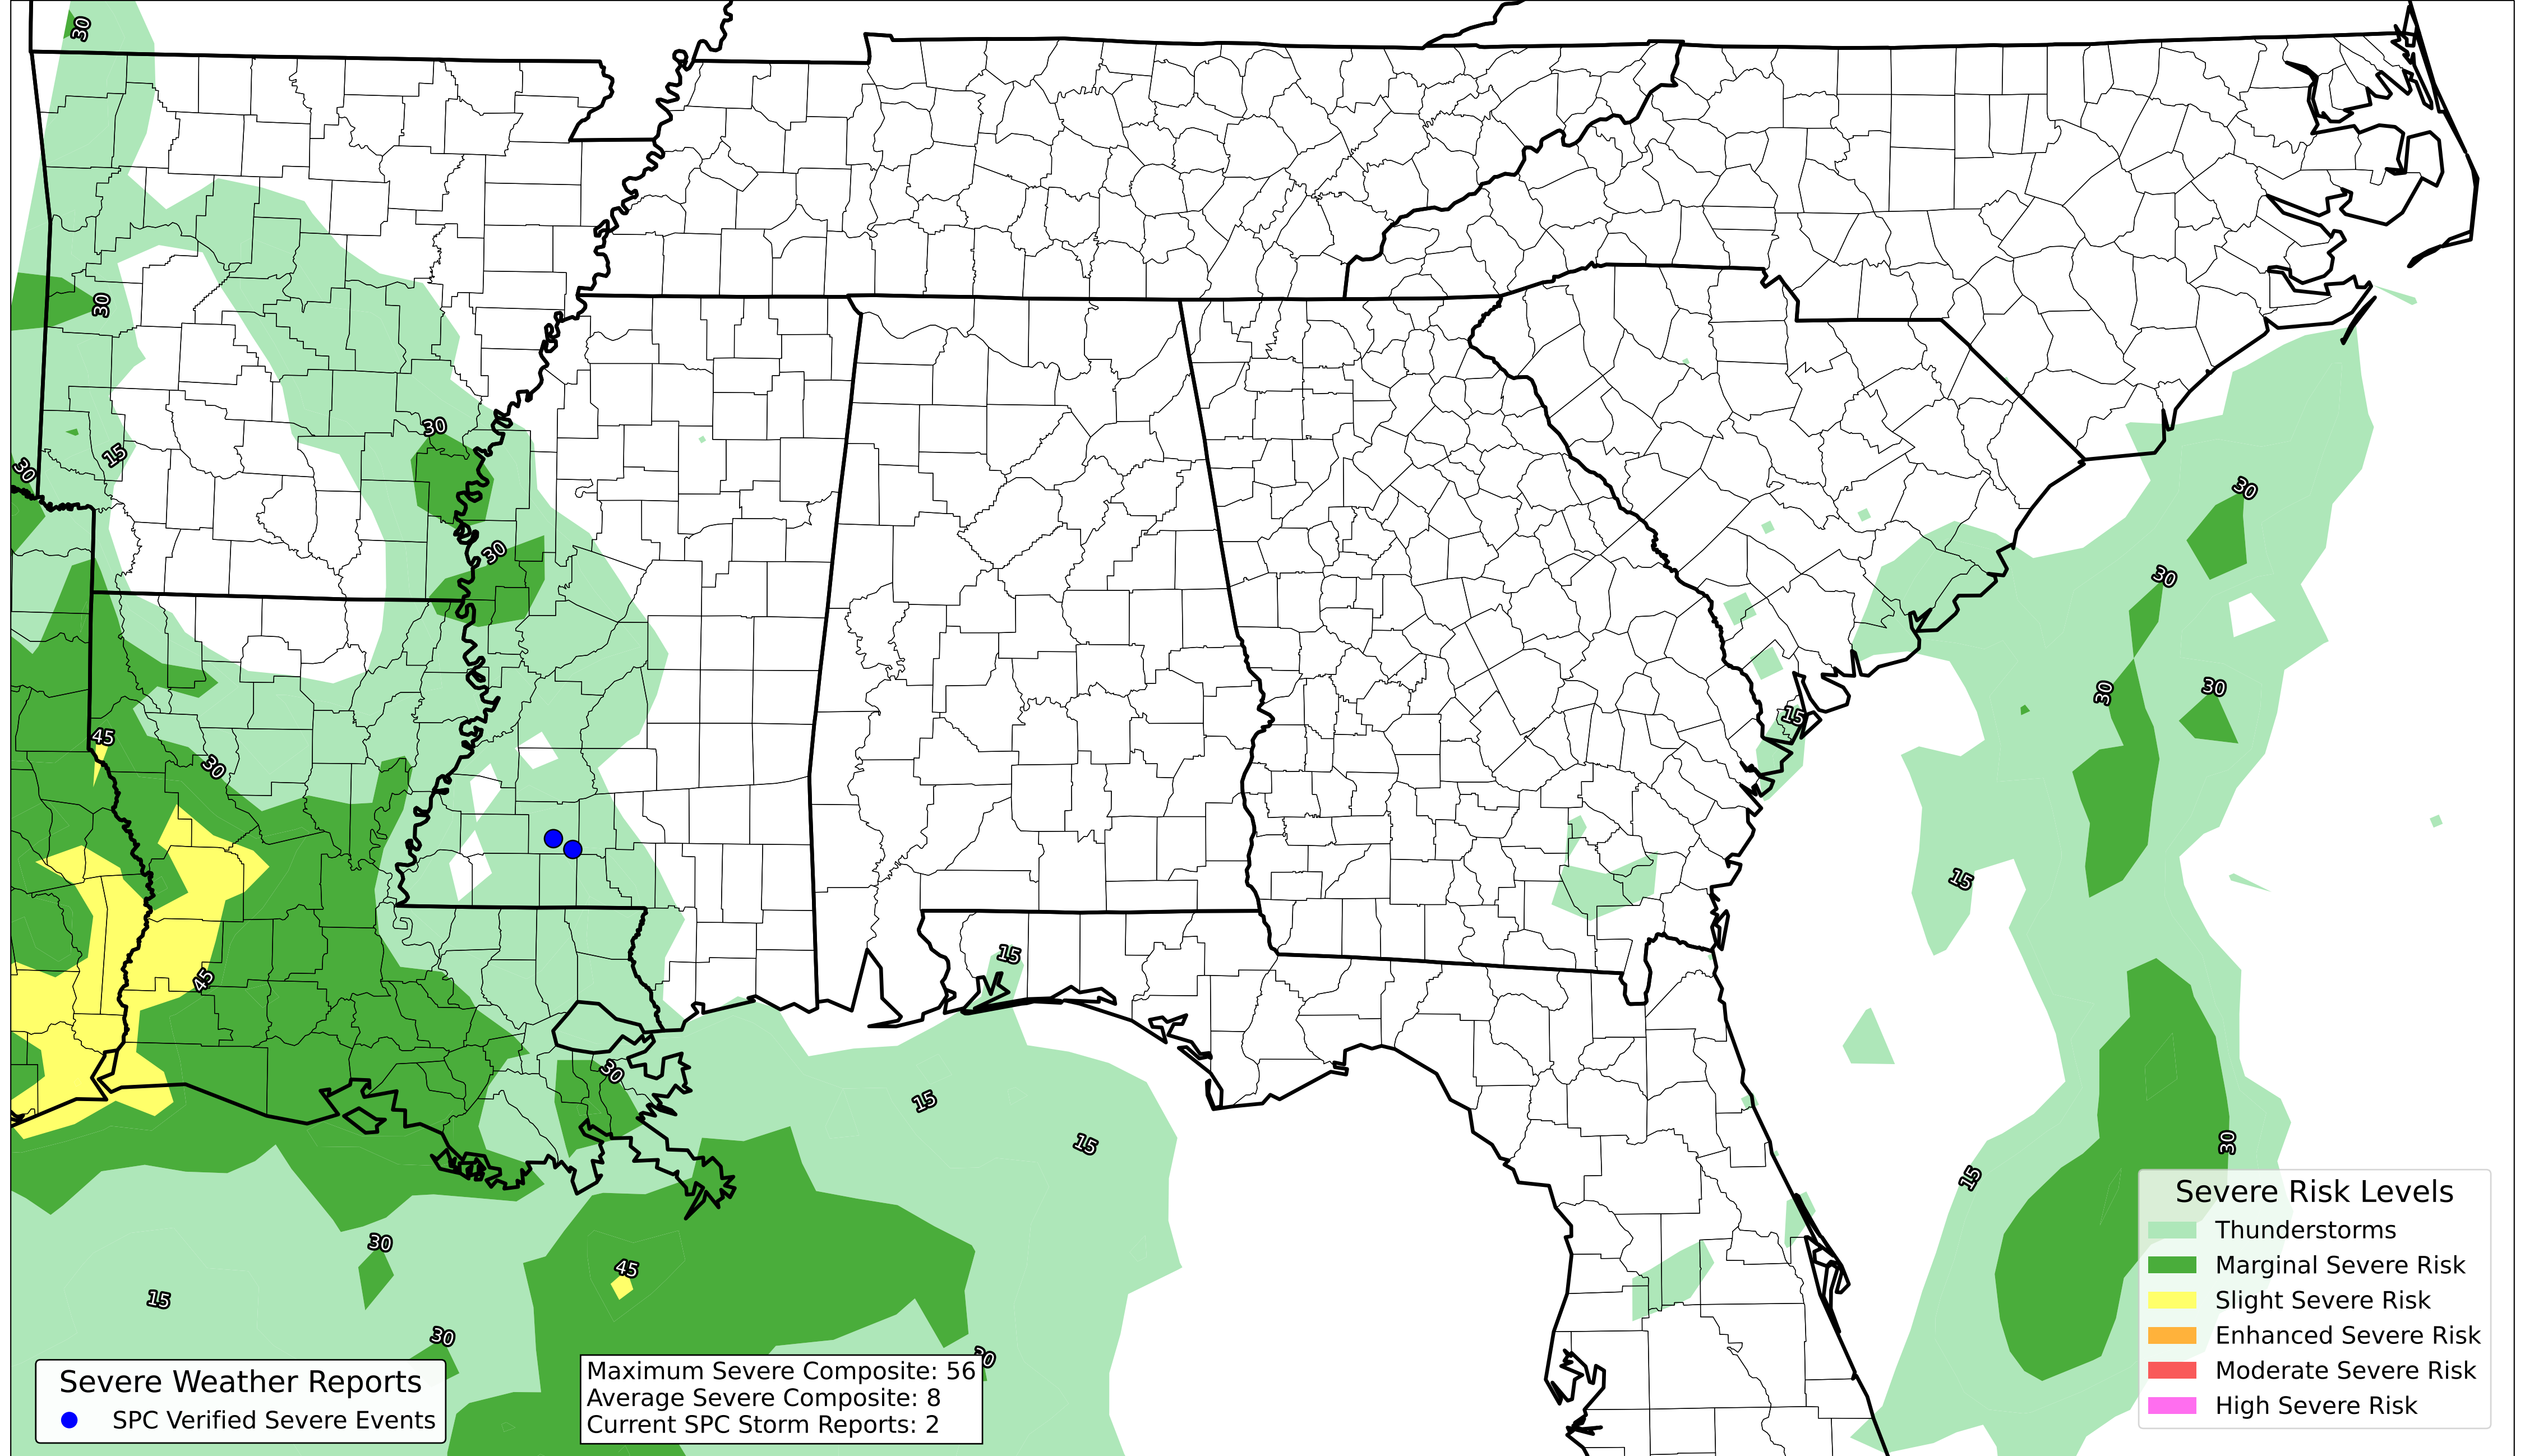 30
30
30
15
30
30
30
30
30
30
30
15
45
30
15
15
45
30
15
15
30
15
30
45
15
30
30
Severe Risk Levels
Thunderstorms
Marginal Severe Risk
Slight Severe Risk
Enhanced Severe Risk
Moderate Severe Risk
High Severe Risk
Severe Weather Reports
SPC Verified Severe Events
Maximum Severe Composite: 56
Average Severe Composite: 8
Current SPC Storm Reports: 2
30